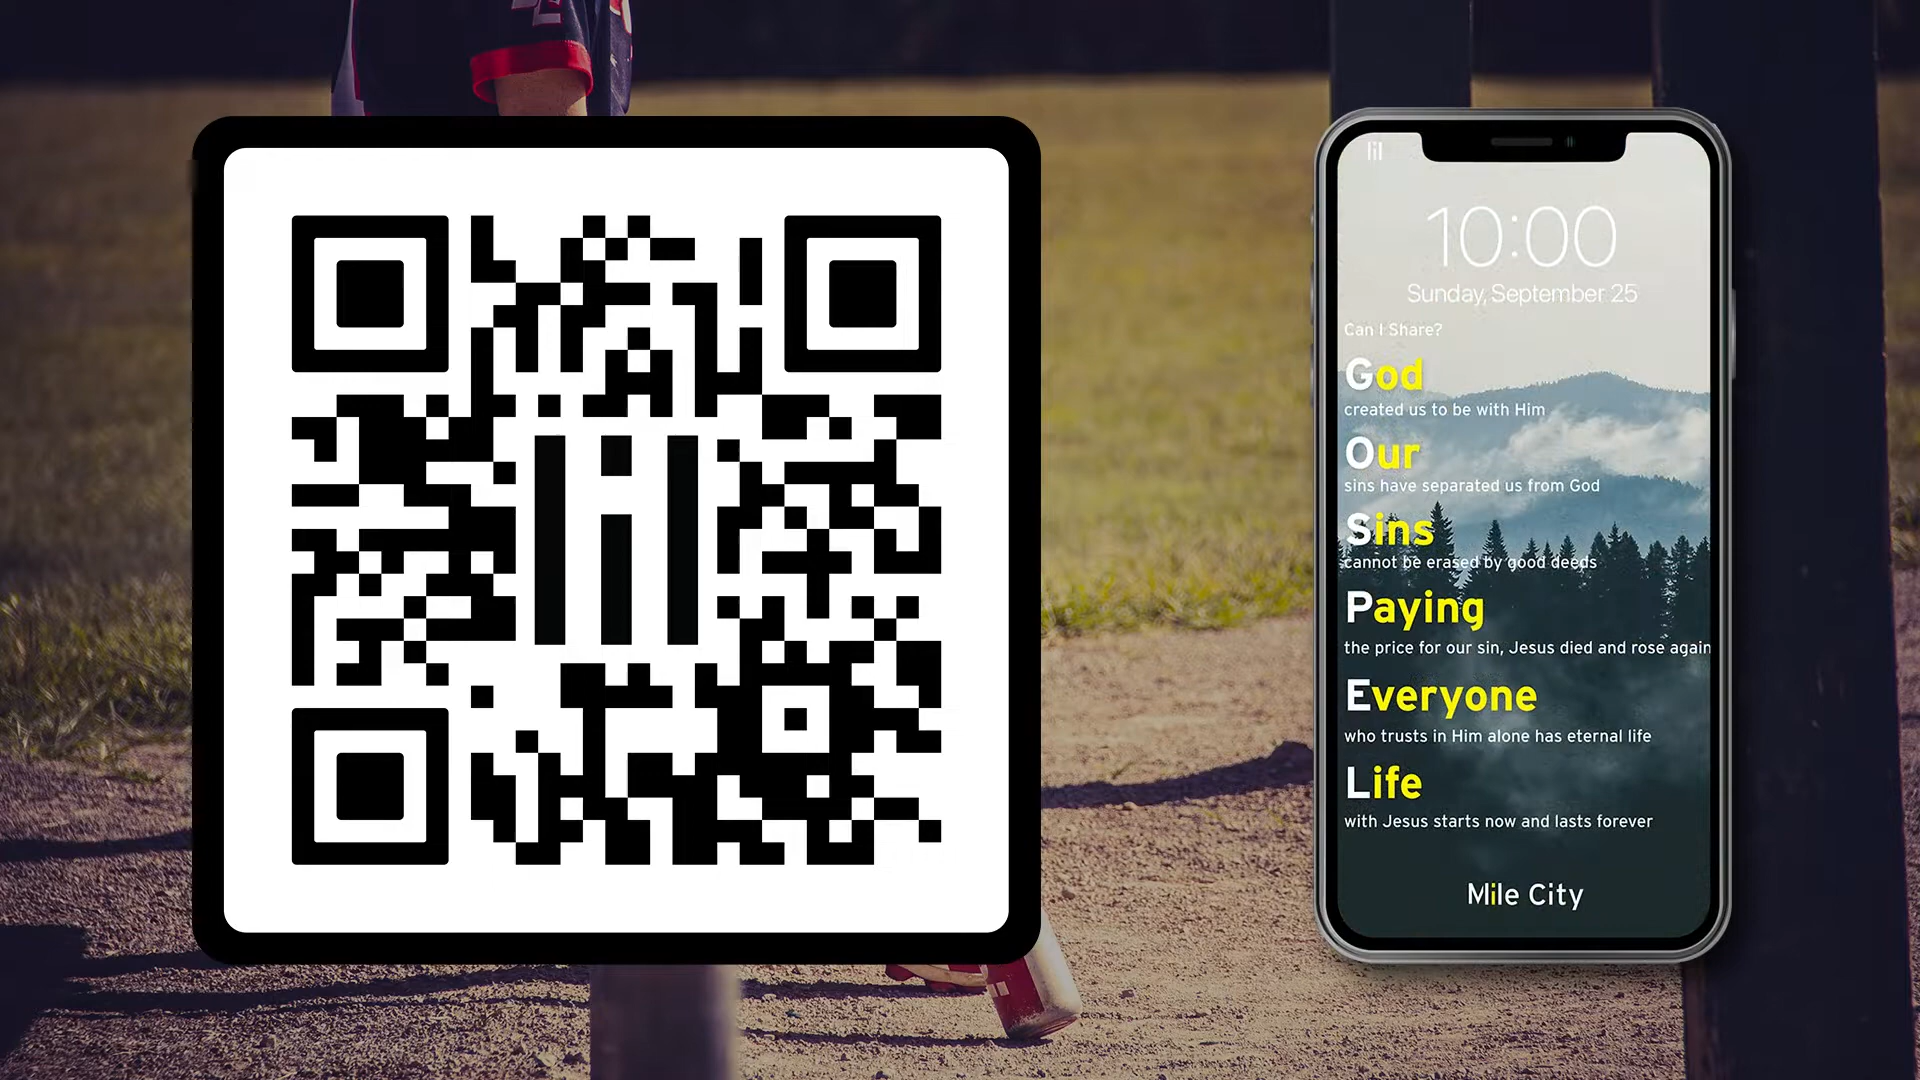 10:00
Sunday, September 25
Can I Share?
God
created us to be with Him
Our
sins have separated us from God
Sins
cannot be erased by good deeds
Paying
the price for our sin, Jesus died and rose again
Everyone
who trusts in Him alone has eternal life
Life
with Jesus starts now and lasts forever
Mile City